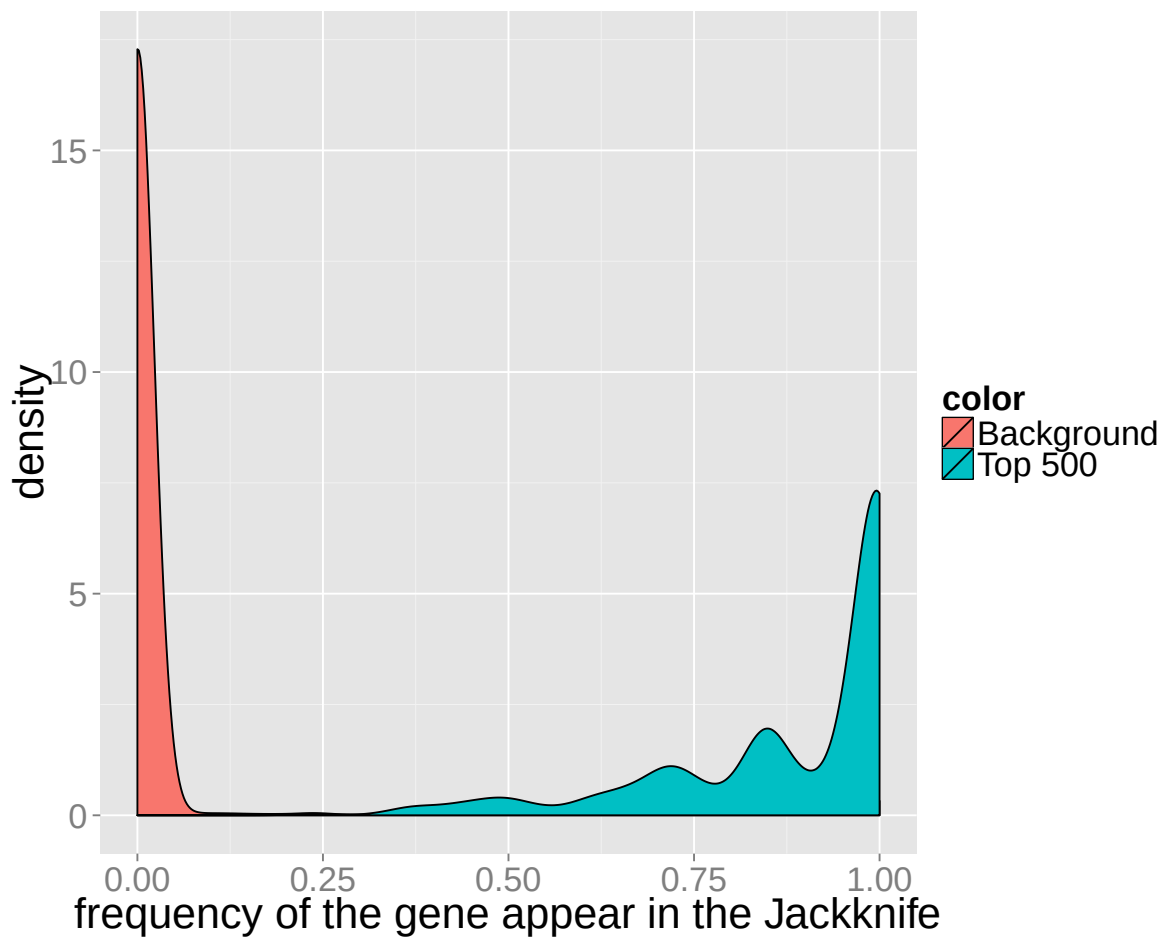 15
10
5
0
density
0.00 0.25 0.50 0.75 1.00
frequency of the gene appear in the Jackknife
color
Background
Top 500